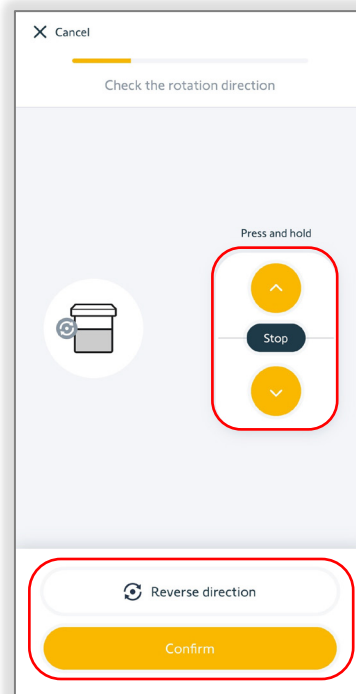 Cancel
Check the rotation direction
Press and hold
Stop
Reverse direction
Confirm